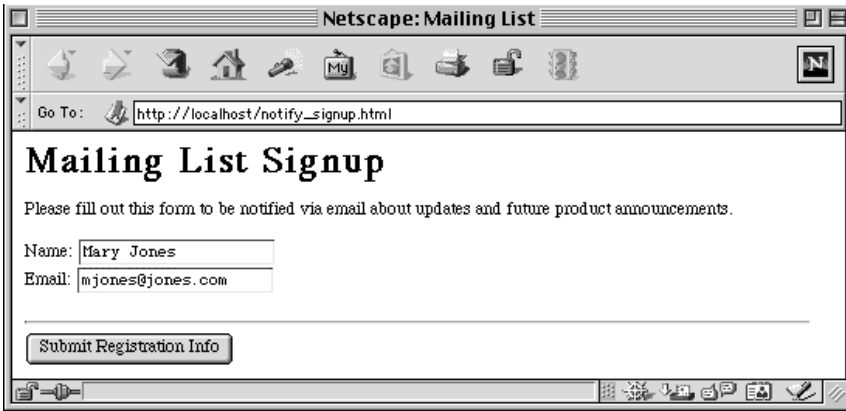 Netscape: Mailing List
My
N
Go To: http://localhost/notify_signup.html
Mailing List Signup
Please fill out this form to be notified via email about updates and future product announcements.
Name: Mary Jones
Email: mjones@jones.com
Submit Registration Info